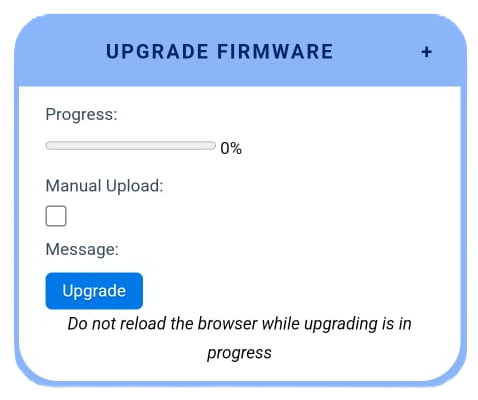 UPGRADE FIRMWARE +
Progress:
0%
Manual Upload:
Message:
Upgrade
Do not reload the browser while upgrading is in
progress